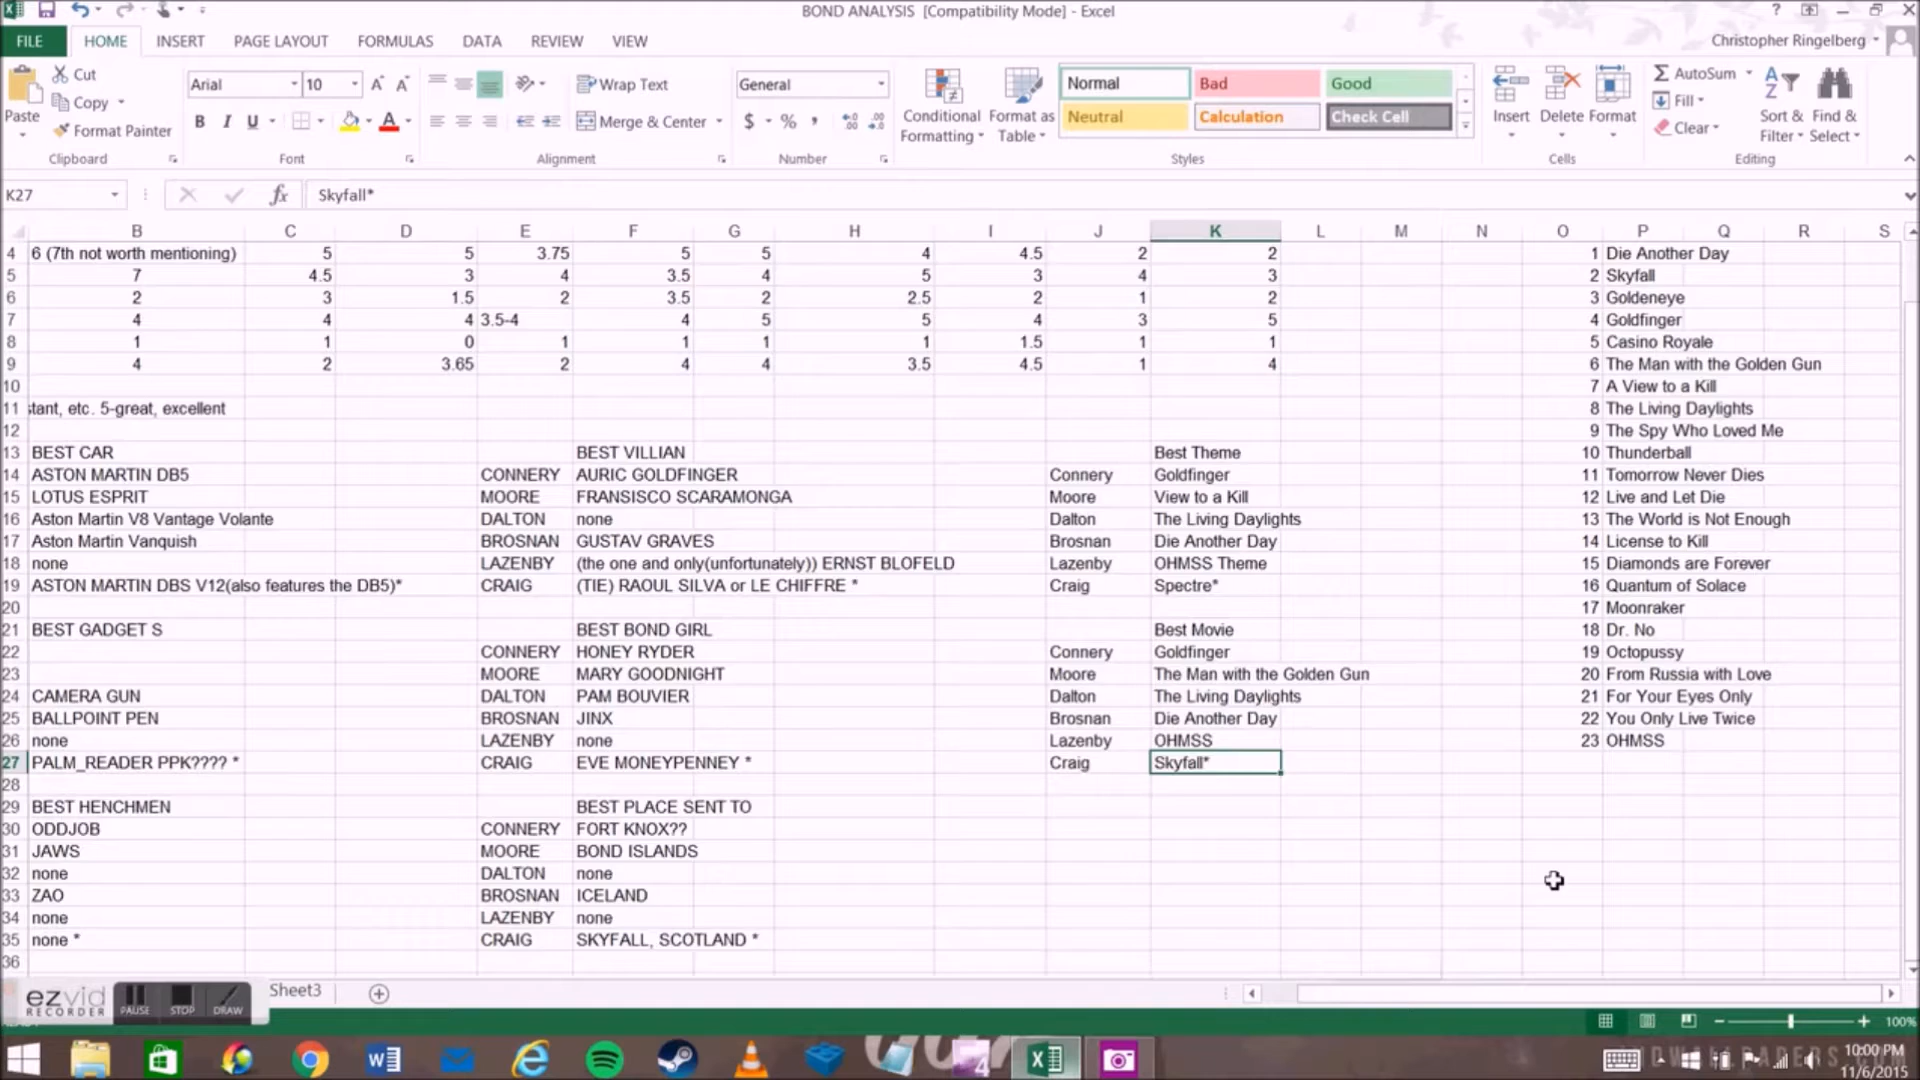 BOND ANALYSIS [Compatibility Mode] - Excel
FILE HOME INSERT PAGE LAYOUT FORMULAS DATA REVIEW VIEW Christopher Ringelberg
Paste Cut Copy Format Painter Clipboard
Arial 10 B I U A Font
Wrap Text Merge & Center Alignment
General $ % , Number
Conditional Formatting Format as Table
Normal Bad Good
Neutral Calculation Check Cell
Styles
Insert Delete Format Cells
AutoSum Fill Clear Sort & Filter Find & Select Editing
K27 fx Skyfall*
B C D E F G H I J K L M N O P Q R S
4 6 (7th not worth mentioning) 5 5 3.75 5 5 4 4.5 2 2 1 Die Another Day
5 7 4.5 3 4 3.5 4 5 3 4 3 2 Skyfall
6 2 3 1.5 2 3.5 2 2.5 2 1 2 3 Goldeneye
7 4 4 4 3.5-4 4 5 5 4 3 5 4 Goldfinger
8 1 1 0 1 1 1 1 1.5 1 1 5 Casino Royale
9 4 2 3.65 2 4 4 3.5 4.5 1 4 6 The Man with the Golden Gun
10 7 A View to a Kill
11 stant, etc. 5-great, excellent 8 The Living Daylights
12 9 The Spy Who Loved Me
13 BEST CAR BEST VILLIAN Best Theme 10 Thunderball
14 ASTON MARTIN DB5 CONNERY AURIC GOLDFINGER Connery Goldfinger 11 Tomorrow Never Dies
15 LOTUS ESPRIT MOORE FRANSISCO SCARAMONGA Moore View to a Kill 12 Live and Let Die
16 Aston Martin V8 Vantage Volante DALTON none Dalton The Living Daylights 13 The World is Not Enough
17 Aston Martin Vanquish BROSNAN GUSTAV GRAVES Brosnan Die Another Day 14 License to Kill
18 none LAZENBY (the one and only(unfortunately)) ERNST BLOFELD Lazenby OHMSS Theme 15 Diamonds are Forever
19 ASTON MARTIN DBS V12(also features the DB5)* CRAIG (TIE) RAOUL SILVA or LE CHIFFRE * Craig Spectre* 16 Quantum of Solace
20 17 Moonraker
21 BEST GADGET S BEST BOND GIRL Best Movie 18 Dr. No
22 CONNERY HONEY RYDER Connery Goldfinger 19 Octopussy
23 MOORE MARY GOODNIGHT Moore The Man with the Golden Gun 20 From Russia with Love
24 CAMERA GUN DALTON PAM BOUVIER Dalton The Living Daylights 21 For Your Eyes Only
25 BALLPOINT PEN BROSNAN JINX Brosnan Die Another Day 22 You Only Live Twice
26 none LAZENBY none Lazenby OHMSS 23 OHMSS
27 PALM_READER PPK???? * CRAIG EVE MONEYPENNEY * Craig Skyfall*
28
29 BEST HENCHMEN BEST PLACE SENT TO
30 ODDJOB CONNERY FORT KNOX??
31 JAWS MOORE BOND ISLANDS
32 none DALTON none
33 ZAO BROSNAN ICELAND
34 none LAZENBY none
35 none * CRAIG SKYFALL, SCOTLAND *
36
ezvid RECORDER PAUSE STOP DRAW Sheet3
100%
10:00 PM
11/6/2015